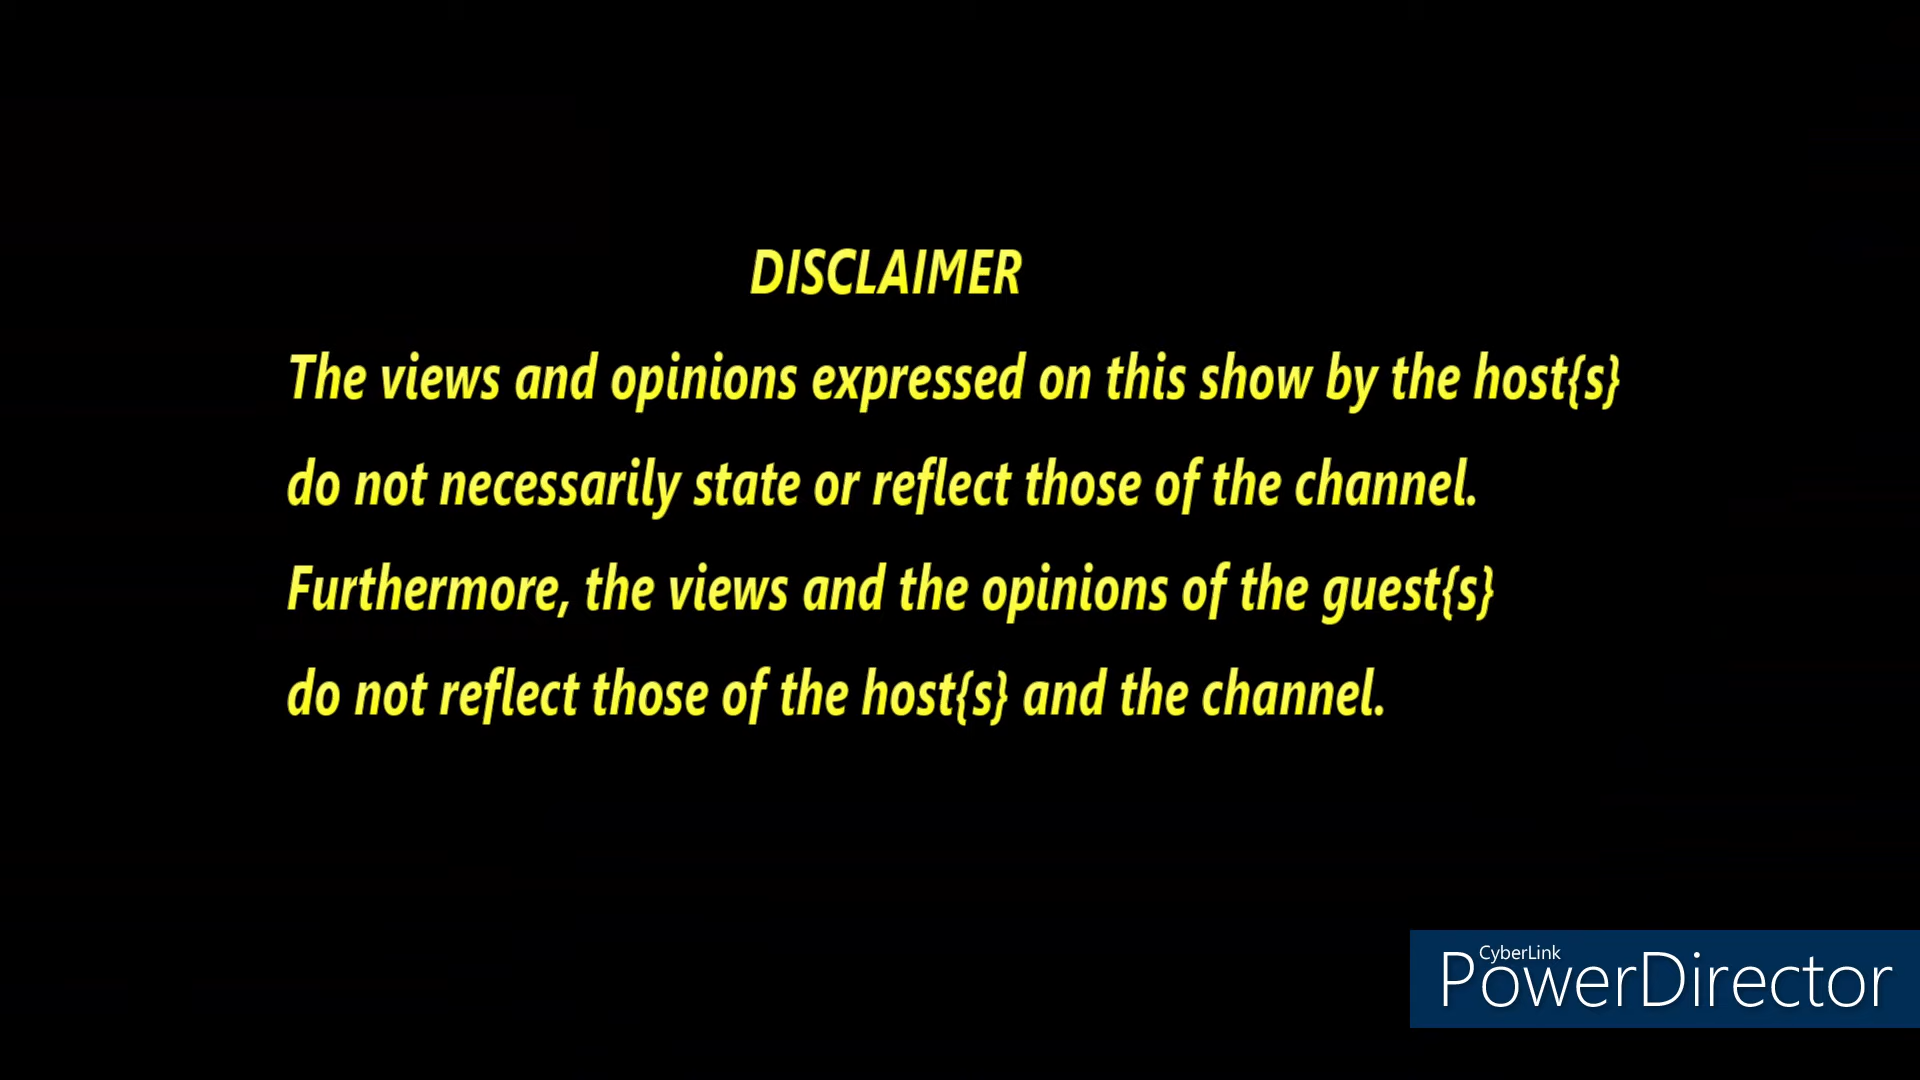 DISCLAIMER
The views and opinions expressed on this show by the host{s}
do not necessarily state or reflect those of the channel.
Furthermore, the views and the opinions of the guest{s}
do not reflect those of the host{s} and the channel.
CyberLink
PowerDirector